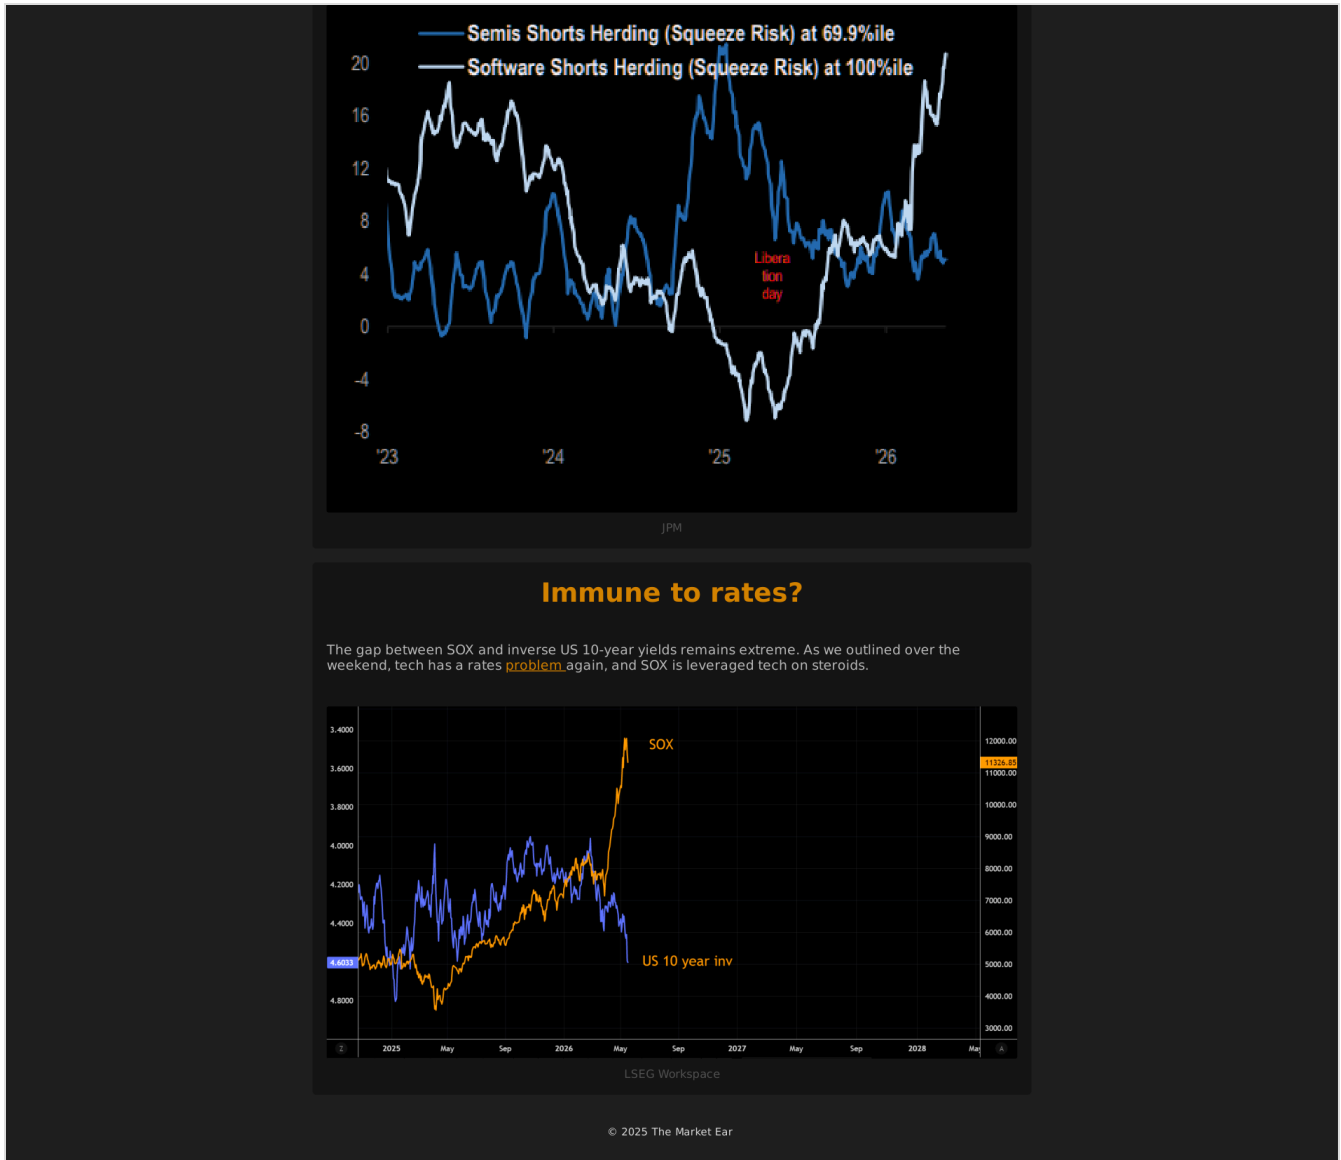 Semis Shorts Herding (Squeeze Risk) at 69.9%ile
Software Shorts Herding (Squeeze Risk) at 100%ile
20
16
12
8
4
0
-4
-8
Libera
tion
day
'23 '24 '25 '26
JPM
Immune to rates?
The gap between SOX and inverse US 10-year yields remains extreme. As we outlined over the
weekend, tech has a rates problem again, and SOX is leveraged tech on steroids.
3.4000
3.6000
3.8000
4.0000
4.2000
4.4000
4.6033
4.8000
SOX
US 10 year inv
12000.00
11326.85
11000.00
10000.00
9000.00
8000.00
7000.00
6000.00
5000.00
4000.00
3000.00
Z 2025 May Sep 2026 May Sep 2027 May Sep 2028 May A
LSEG Workspace
© 2025 The Market Ear